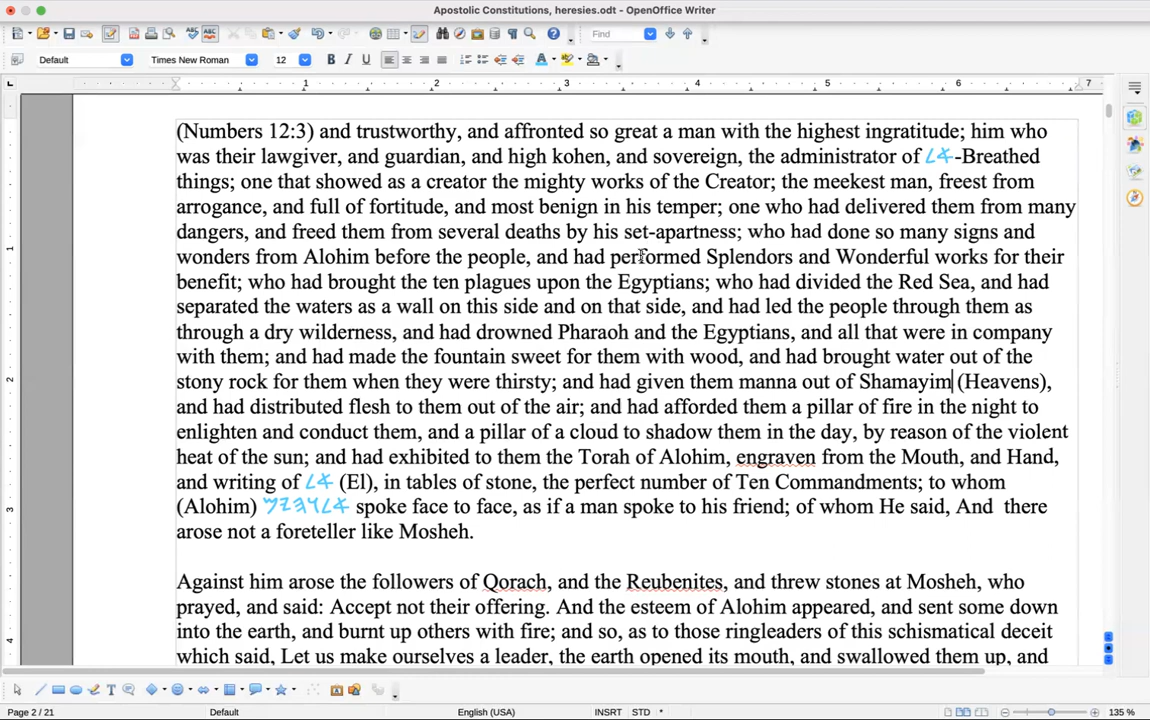 Apostolic Constitutions, heresies.odt - OpenOffice Writer
Find
Default
Times New Roman
12
B I U
1 2 3 4 5 6 7
(Numbers 12:3) and trustworthy, and affronted so great a man with the highest ingratitude; him who
was their lawgiver, and guardian, and high kohen, and sovereign, the administrator of 𐤀𐤋-Breathed
things; one that showed as a creator the mighty works of the Creator; the meekest man, freest from
arrogance, and full of fortitude, and most benign in his temper; one who had delivered them from many
dangers, and freed them from several deaths by his set-apartness; who had done so many signs and
wonders from Alohim before the people, and had performed Splendors and Wonderful works for their
benefit; who had brought the ten plagues upon the Egyptians; who had divided the Red Sea, and had
separated the waters as a wall on this side and on that side, and had led the people through them as
through a dry wilderness, and had drowned Pharaoh and the Egyptians, and all that were in company
with them; and had made the fountain sweet for them with wood, and had brought water out of the
stony rock for them when they were thirsty; and had given them manna out of Shamayim (Heavens),
and had distributed flesh to them out of the air; and had afforded them a pillar of fire in the night to
enlighten and conduct them, and a pillar of a cloud to shadow them in the day, by reason of the violent
heat of the sun; and had exhibited to them the Torah of Alohim, engraven from the Mouth, and Hand,
and writing of 𐤀𐤋 (El), in tables of stone, the perfect number of Ten Commandments; to whom
(Alohim) 𐤀𐤋𐤅𐤄𐤉𐤌 spoke face to face, as if a man spoke to his friend; of whom He said, And  there
arose not a foreteller like Mosheh.
Against him arose the followers of Qorach, and the Reubenites, and threw stones at Mosheh, who
prayed, and said: Accept not their offering. And the esteem of Alohim appeared, and sent some down
into the earth, and burnt up others with fire; and so, as to those ringleaders of this schismatical deceit
which said, Let us make ourselves a leader, the earth opened its mouth, and swallowed them up, and
1
2
3
4
Page 2 / 21
Default
English (USA)
INSRT
STD
*
135 %